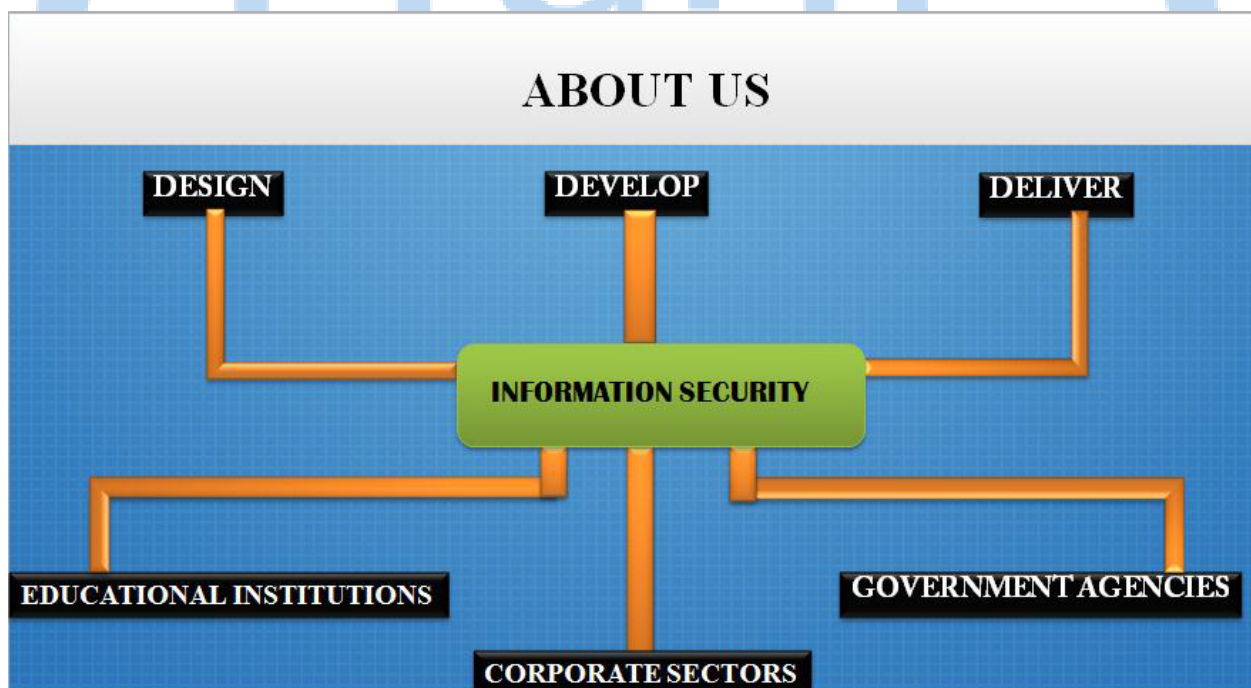 ABOUT US
DESIGN
DEVELOP
DELIVER
INFORMATION SECURITY
EDUCATIONAL INSTITUTIONS
GOVERNMENT AGENCIES
CORPORATE SECTORS